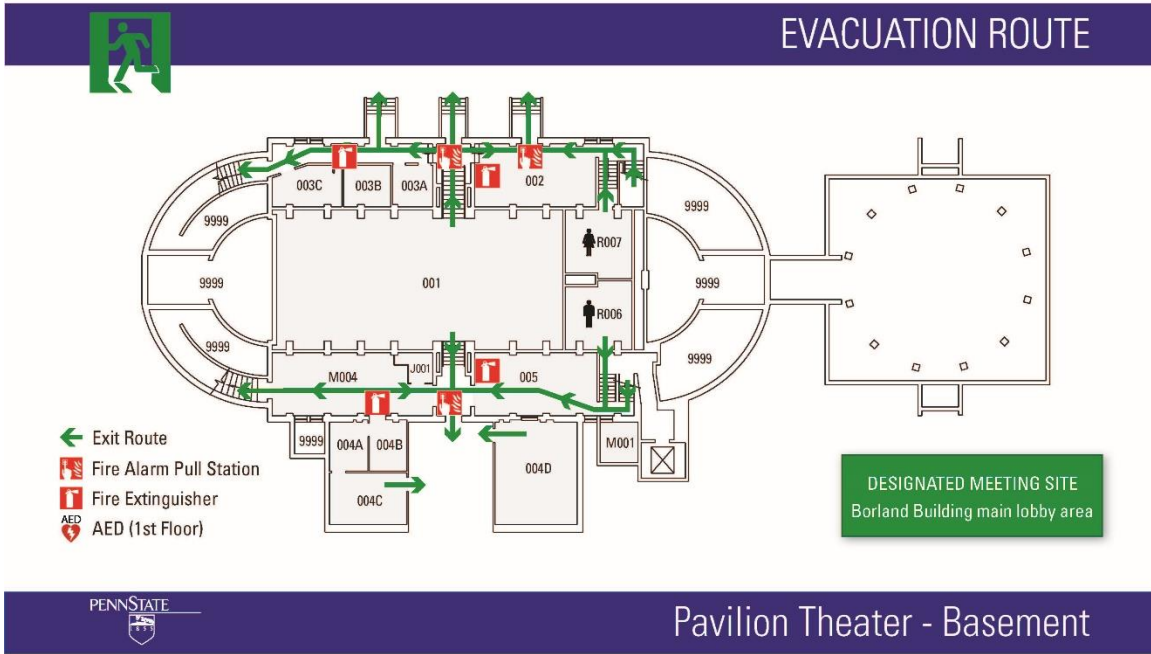 EVACUATION ROUTE
003C
003B
003A
002
9999
9999
R007
9999
001
9999
R006
9999
9999
M004
J001
005
9999
004A
004B
M001
004D
004C
Exit Route
Fire Alarm Pull Station
Fire Extinguisher
AED
AED (1st Floor)
DESIGNATED MEETING SITE
Borland Building main lobby area
PENNSTATE
1855
Pavilion Theater - Basement